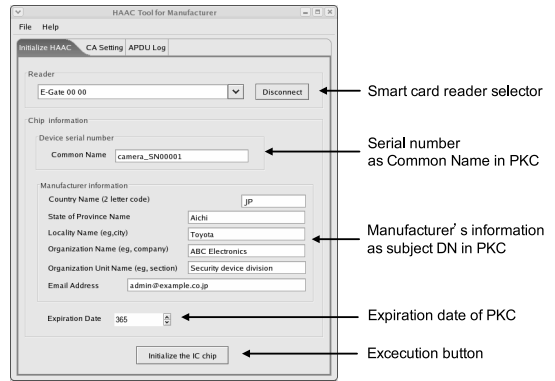 HAAC Tool for Manufacturer
File Help
Initialize HAAC CA Setting APDU Log
Reader
E-Gate 00 00 Disconnect
Smart card reader selector
Chip information
Device serial number
Common Name camera_SN00001
Serial number
as Common Name in PKC
Manufacturer information
Country Name (2 letter code) JP
State of Province Name Aichi
Locality Name (eg,city) Toyota
Organization Name (eg, company) ABC Electronics
Organization Unit Name (eg, section) Security device division
Email Address admin@example.co.jp
Manufacturer's information
as subject DN in PKC
Expiration Date 365
Expiration date of PKC
Initialize the IC chip
Excecution button